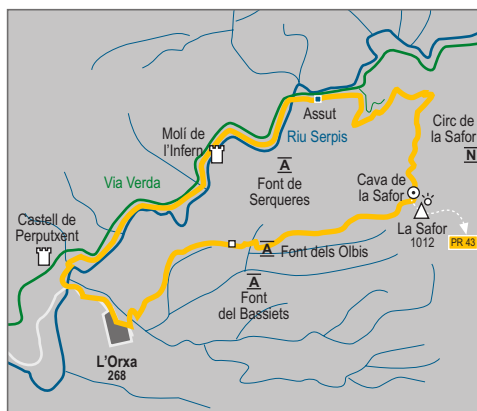 Assut
Circ de
la Safor
N
Molí de
l'Infern
Riu Serpis
A
Font de
Serqueres
Via Verda
Cava de
la Safor
Castell de
Perputxent
La Safor
1012
PR 43
A Font dels Olbis
A
Font
del Bassiets
L'Orxa
268